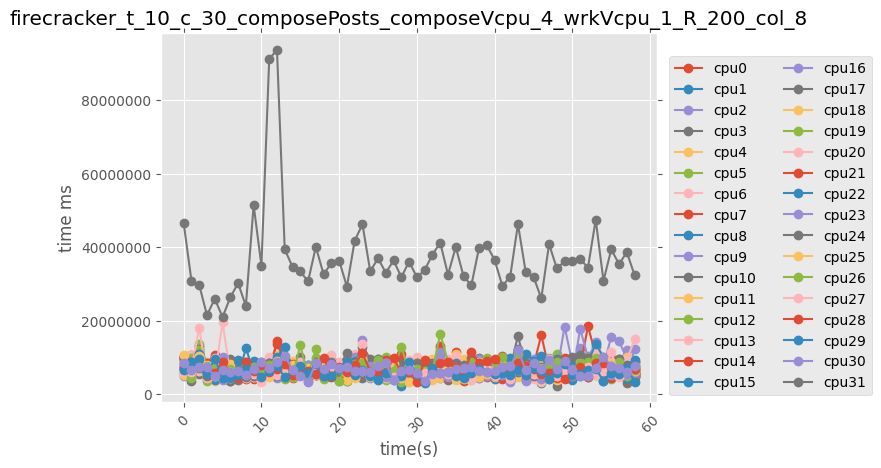 firecracker_t_10_c_30_composePosts_composeVcpu_4_wrkVcpu_1_R_200_col_8
time ms
80000000
60000000
40000000
20000000
0
0
10
20
30
40
50
60
time(s)
cpu0
cpu1
cpu2
cpu3
cpu4
cpu5
cpu6
cpu7
cpu8
cpu9
cpu10
cpu11
cpu12
cpu13
cpu14
cpu15
cpu16
cpu17
cpu18
cpu19
cpu20
cpu21
cpu22
cpu23
cpu24
cpu25
cpu26
cpu27
cpu28
cpu29
cpu30
cpu31